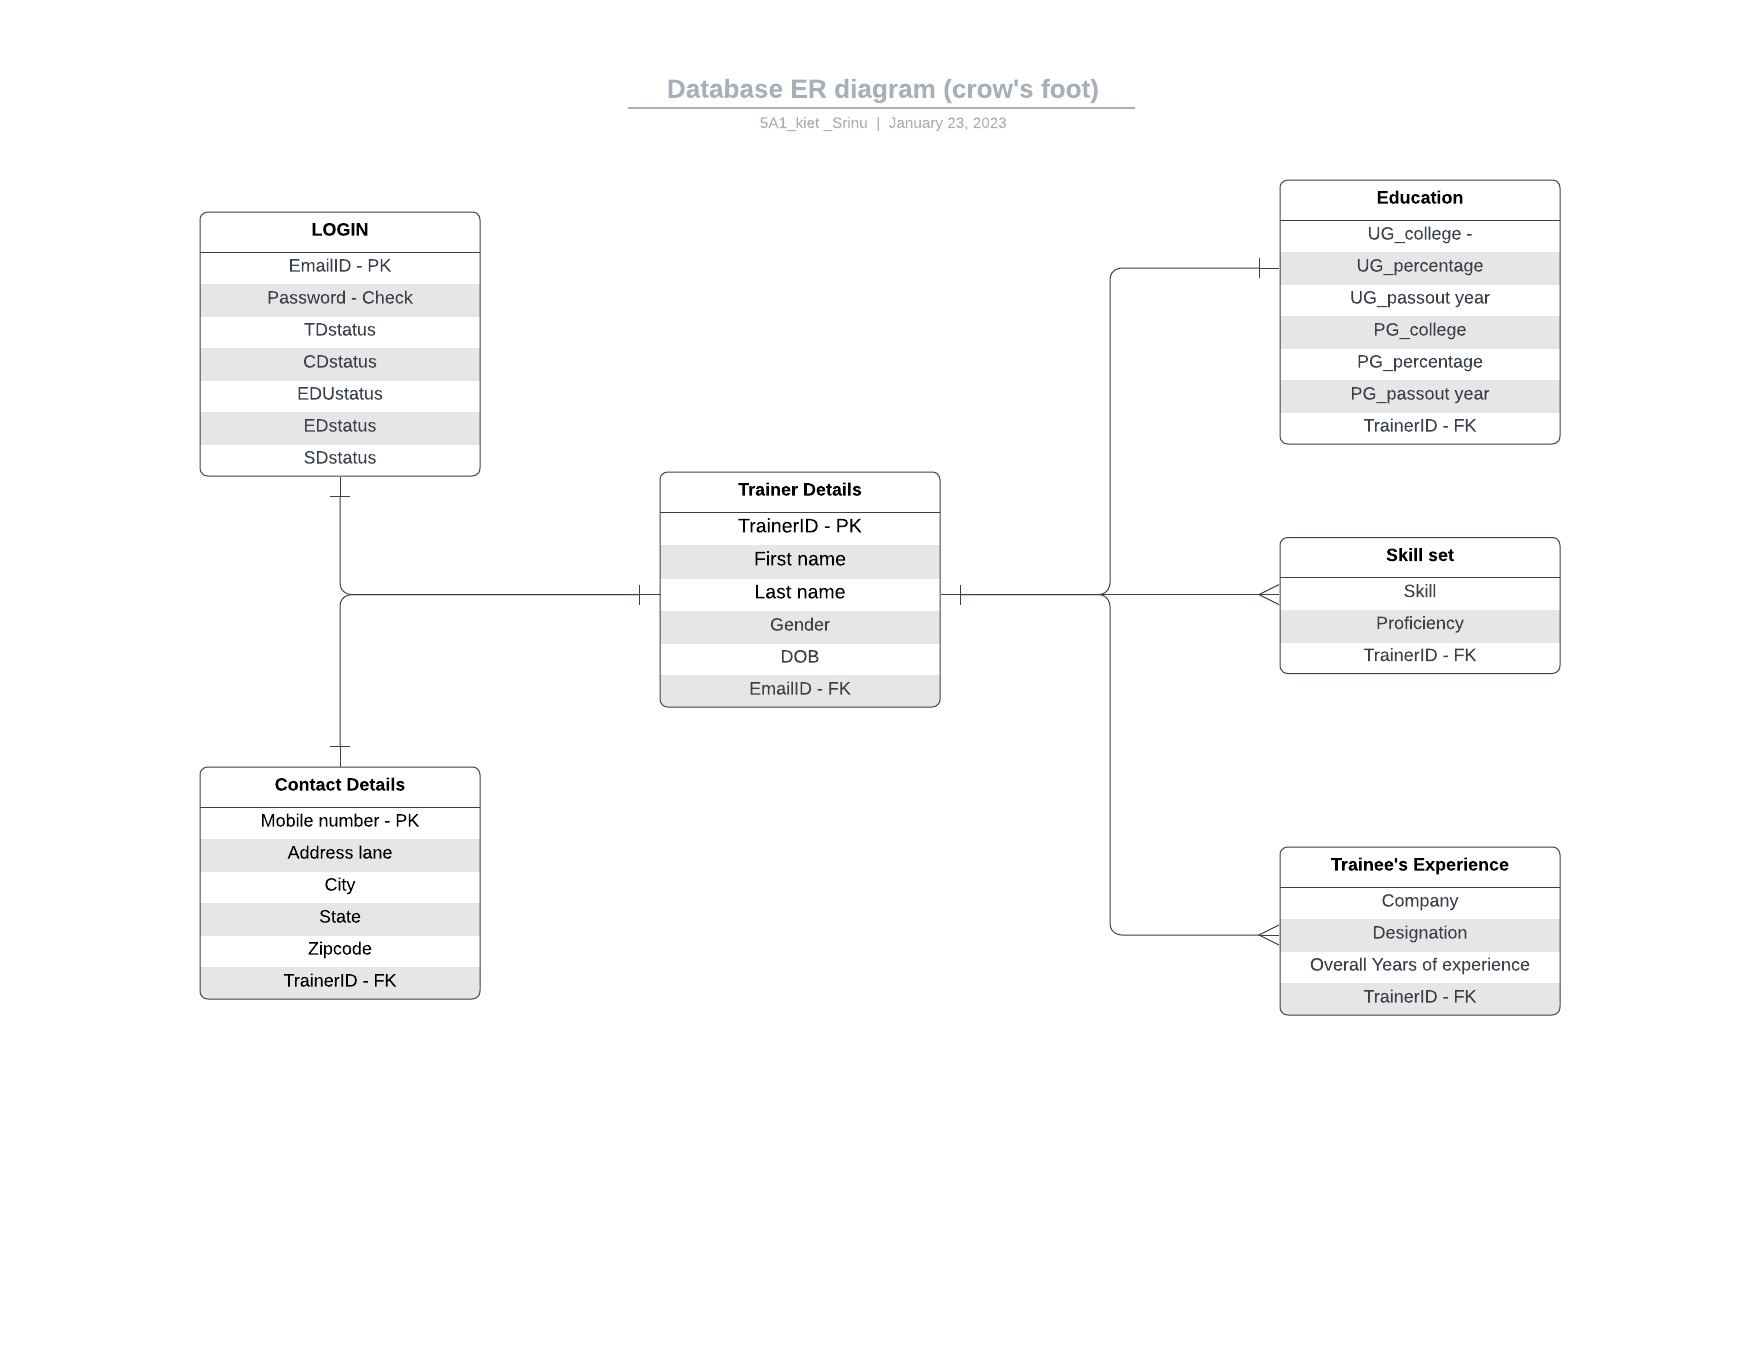 Database ER diagram (crow's foot)
5A1_kiet _Srinu | January 23, 2023
LOGIN
EmailID - PK
Password - Check
TDstatus
CDstatus
EDUstatus
EDstatus
SDstatus
Contact Details
Mobile number - PK
Address lane
City
State
Zipcode
TrainerID - FK
Trainer Details
TrainerID - PK
First name
Last name
Gender
DOB
EmailID - FK
Education
UG_college -
UG_percentage
UG_passout year
PG_college
PG_percentage
PG_passout year
TrainerID - FK
Skill set
Skill
Proficiency
TrainerID - FK
Trainee's Experience
Company
Designation
Overall Years of experience
TrainerID - FK